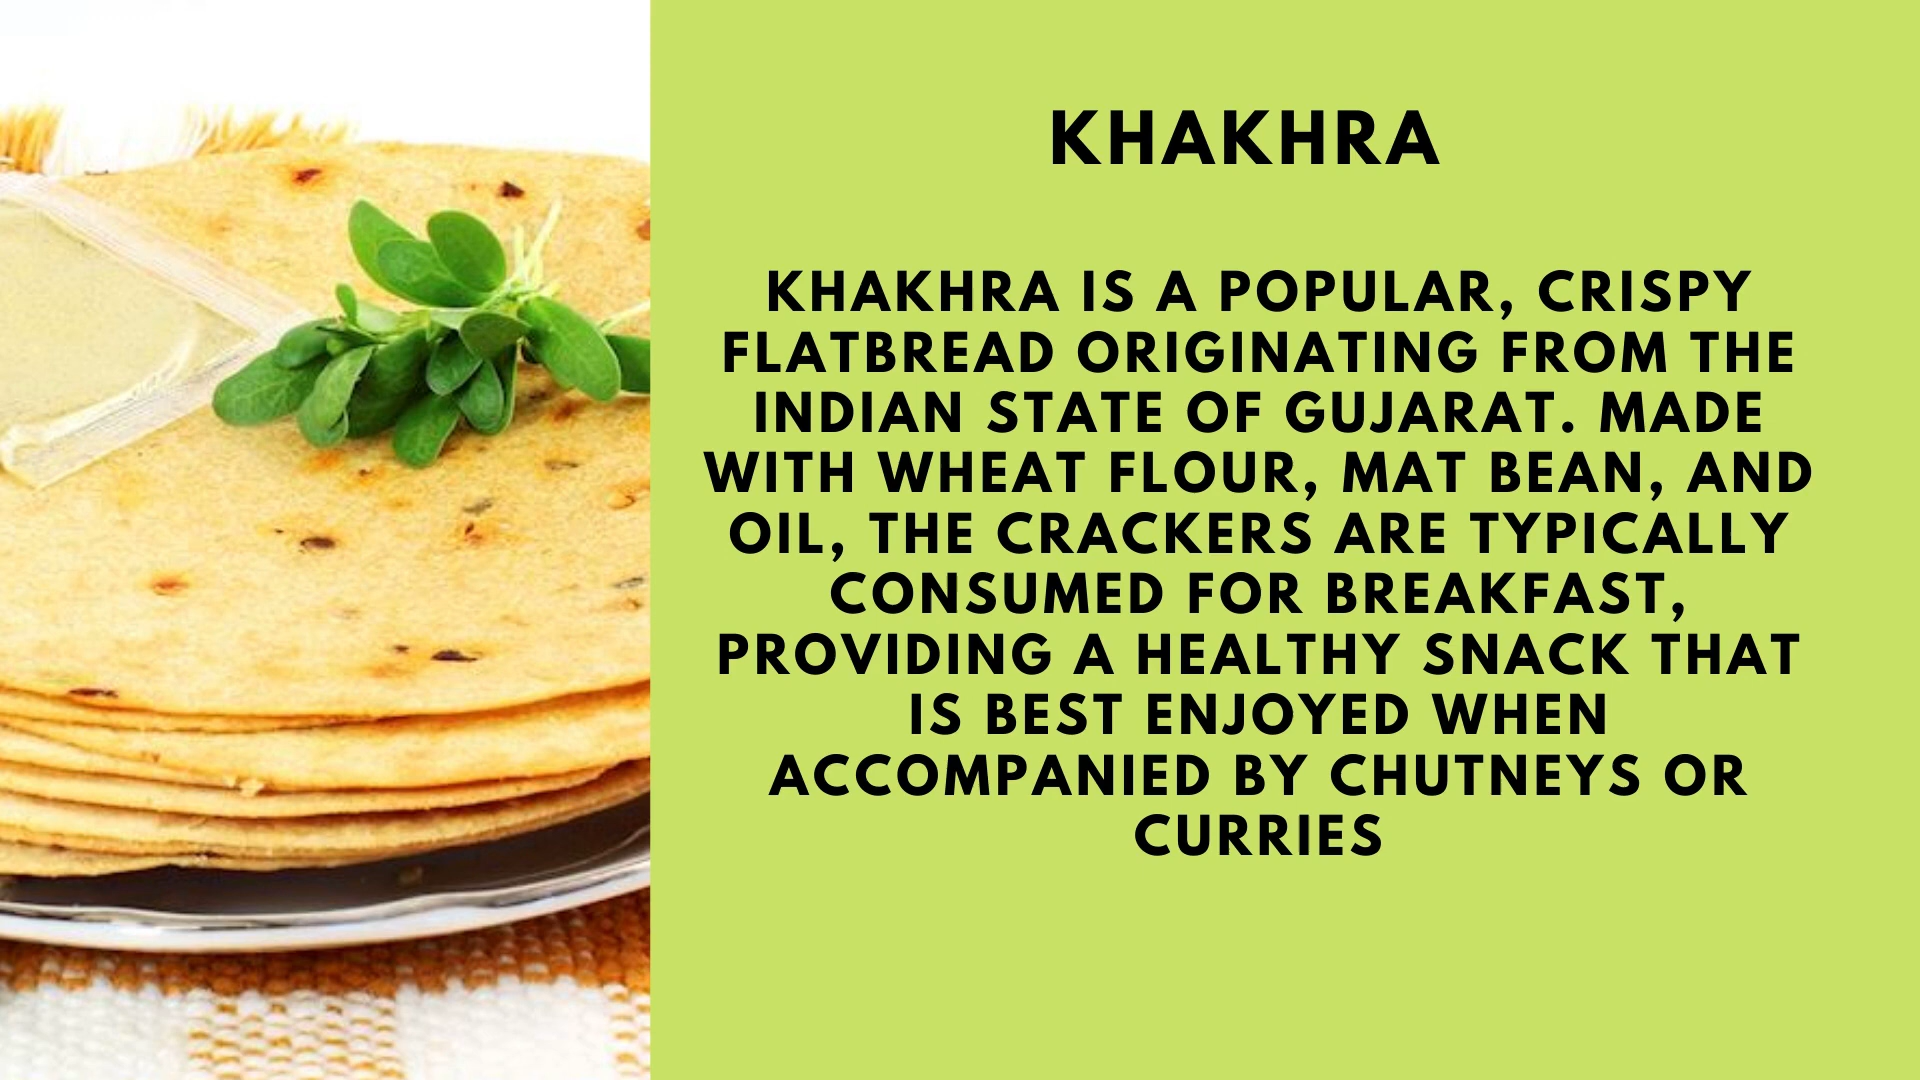 KHAKHRA
KHAKHRA IS A POPULAR, CRISPY
FLATBREAD ORIGINATING FROM THE
INDIAN STATE OF GUJARAT. MADE
WITH WHEAT FLOUR, MAT BEAN, AND
OIL, THE CRACKERS ARE TYPICALLY
CONSUMED FOR BREAKFAST,
PROVIDING A HEALTHY SNACK THAT
IS BEST ENJOYED WHEN
ACCOMPANIED BY CHUTNEYS OR
CURRIES